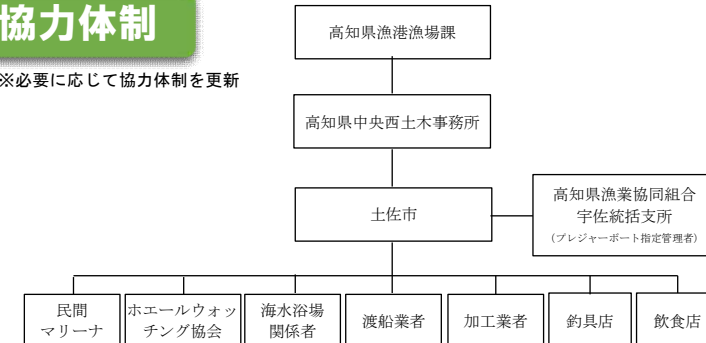 協力体制
※必要に応じて協力体制を更新
高知県漁港漁場課
高知県中央西土木事務所
土佐市
高知県漁業協同組合
宇佐統括支所
(プレジャーボート指定管理者)
民間
マリーナ
ホエールウォッ
チング協会
海水浴場
関係者
渡船業者
加工業者
釣具店
飲食店